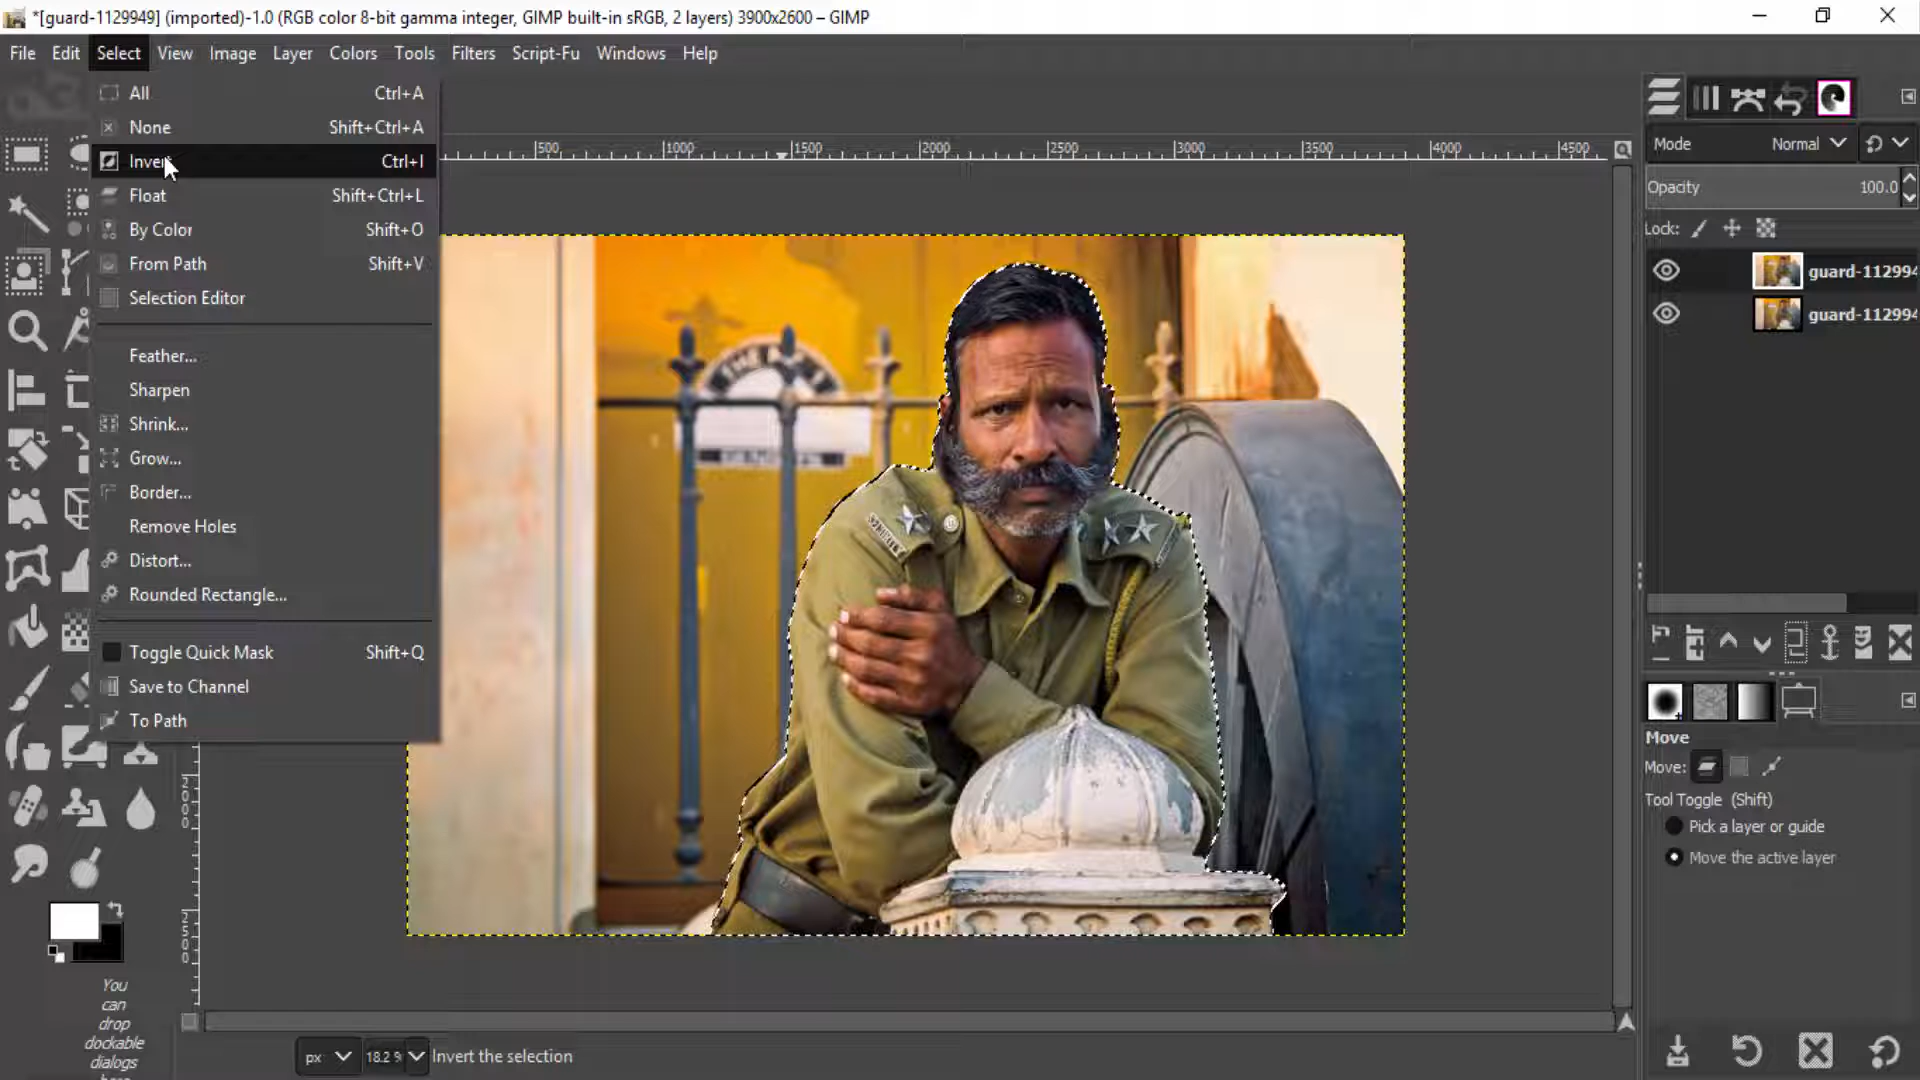 *[guard-1129949] (imported)-1.0 (RGB color 8-bit gamma integer, GIMP built-in sRGB, 2 layers) 3900x2600 – GIMP
File Edit Select View Image Layer Colors Tools Filters Script-Fu Windows Help
All Ctrl+A
None Shift+Ctrl+A
Invert Ctrl+I
Float Shift+Ctrl+L
By Color Shift+O
From Path Shift+V
Selection Editor
Feather...
Sharpen
Shrink...
Grow...
Border...
Remove Holes
Distort...
Rounded Rectangle...
Toggle Quick Mask Shift+Q
Save to Channel
To Path
500 1000 1500 2000 2500 3000 3500 4000 4500
2000
2500
You
can
drop
dockable
dialogs
px 18.2 % Invert the selection
Mode Normal
Opacity 100.0
Lock:
guard-112994
guard-112994
Move
Move:
Tool Toggle (Shift)
Pick a layer or guide
Move the active layer